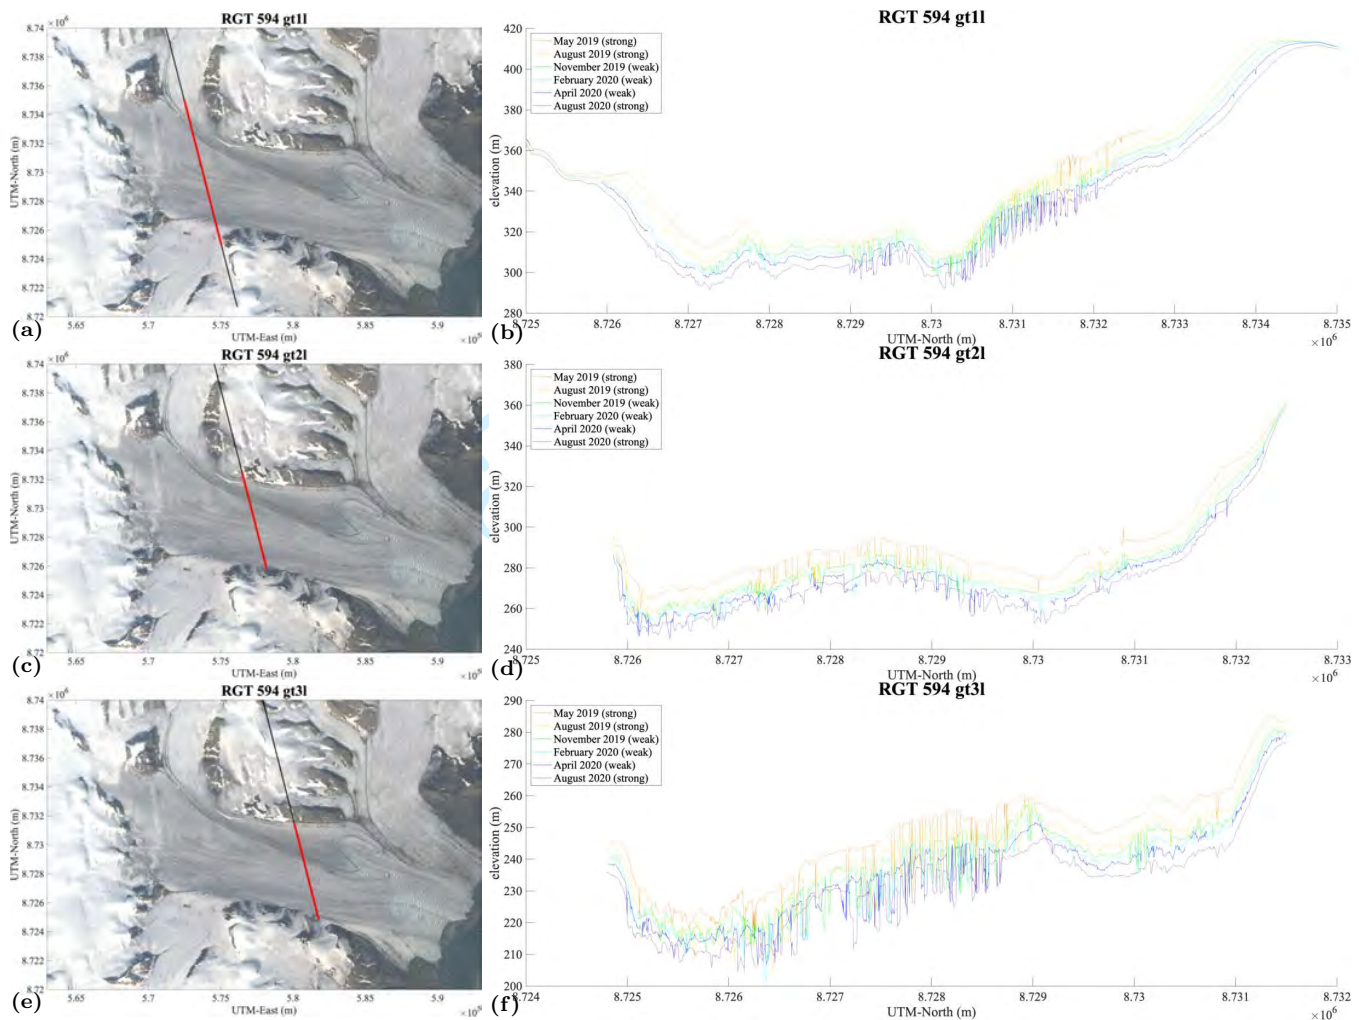 RGT 594 gt1l
×10⁶
8.74
8.736
8.734
8.732
8.73
8.728
8.726
8.724
8.722
8.72
UTM-North (m)
5.65
5.7
5.75
5.8
5.85
5.9
×10⁵
UTM-East (m)
(a)
RGT 594 gt1l
420
400
380
360
340
320
300
280
elevation (m)
May 2019 (strong)
August 2019 (strong)
November 2019 (weak)
February 2020 (weak)
April 2020 (weak)
August 2020 (strong)
8.725
8.726
8.727
8.728
8.729
8.73
8.731
8.732
8.733
8.734
8.735
×10⁶
UTM-North (m)
(b)
RGT 594 gt2l
×10⁶
8.74
8.736
8.734
8.73
8.728
8.726
8.724
8.72
UTM-North (m)
5.65
5.7
5.75
5.8
5.85
5.9
×10⁵
UTM-East (m)
(c)
RGT 594 gt2l
380
360
340
320
300
280
260
240
elevation (m)
May 2019 (strong)
August 2019 (strong)
November 2019 (weak)
February 2020 (weak)
April 2020 (weak)
August 2020 (strong)
8.725
8.726
8.727
8.728
8.729
8.73
8.731
8.732
8.733
×10⁶
UTM-North (m)
(d)
RGT 594 gt3l
×10⁶
8.74
8.736
8.734
8.73
8.728
8.726
8.724
8.72
UTM-North (m)
5.65
5.7
5.75
5.8
5.85
5.9
×10⁵
UTM-East (m)
(e)
RGT 594 gt3l
290
280
270
260
250
240
230
220
210
200
elevation (m)
May 2019 (strong)
August 2019 (strong)
November 2019 (weak)
February 2020 (weak)
April 2020 (weak)
August 2020 (strong)
8.724
8.725
8.726
8.727
8.728
8.729
8.73
8.731
8.732
×10⁶
UTM-North (m)
(f)